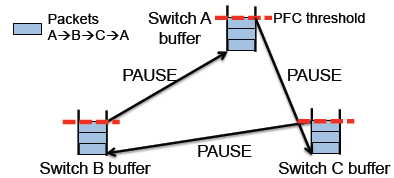 Packets
A→B→C→A
Switch A
buffer
PFC threshold
PAUSE
PAUSE
PAUSE
Switch B buffer
Switch C buffer